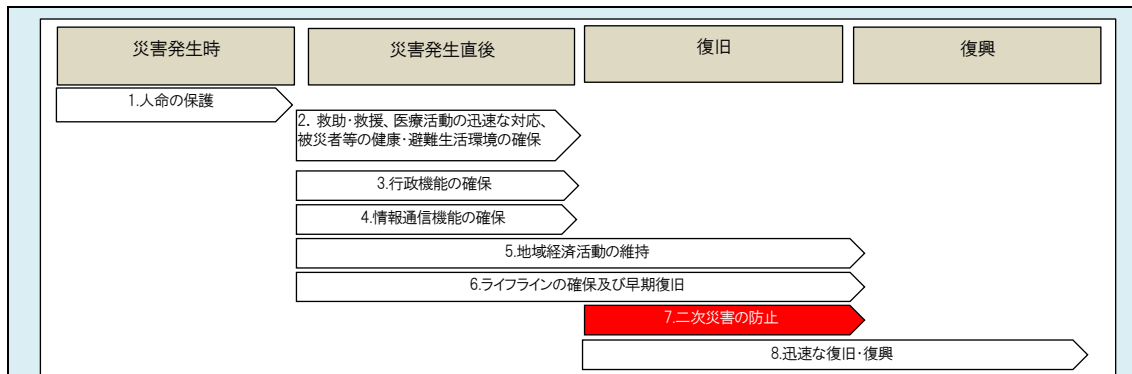 災害発生時
災害発生直後
復旧
復興
1.人命の保護
2. 救助・救援、医療活動の迅速な対応、
被災者等の健康・避難生活環境の確保
3.行政機能の確保
4.情報通信機能の確保
5.地域経済活動の維持
6.ライフラインの確保及び早期復旧
7.二次災害の防止
8.迅速な復旧・復興